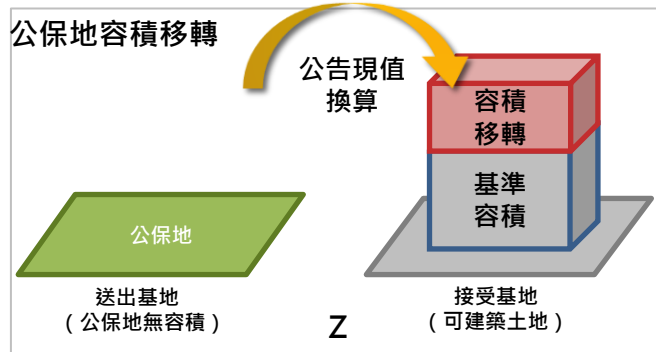 公保地容積移轉
公告現值
換算
容積
移轉
基準
容積
公保地
送出基地
（公保地無容積）
接受基地
（可建築土地）
Z